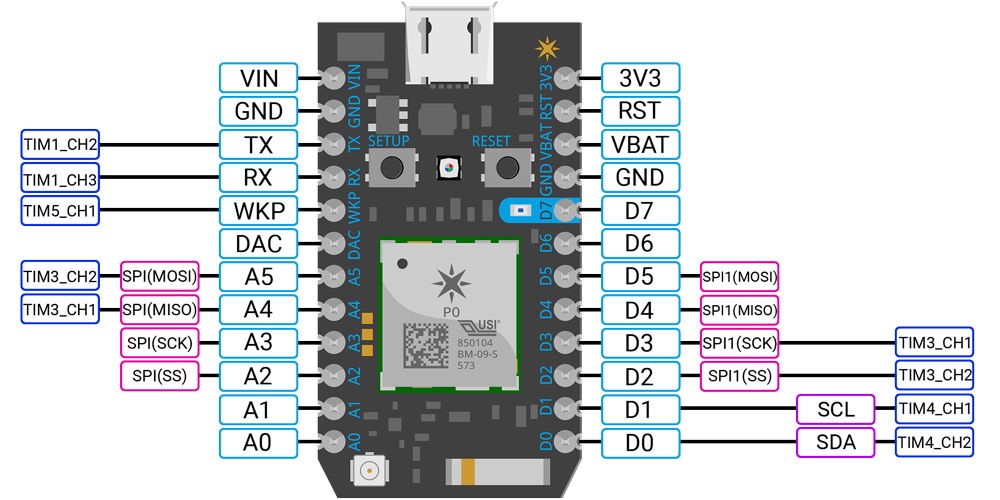 VIN VIN 3V3 3V3
GND GND RST RST
TIM1_CH2 TX TX SETUP RESET VBAT VBAT
TIM1_CH3 RX RX GND GND
TIM5_CH1 WKP WKP D7 D7
DAC DAC D6 D6
TIM3_CH2 SPI(MOSI) A5 A5 D5 D5 SPI1(MOSI)
TIM3_CH1 SPI(MISO) A4 A4 D4 D4 SPI1(MISO)
SPI(SCK) A3 A3 D3 D3 SPI1(SCK) TIM3_CH1
SPI(SS) A2 A2 D2 D2 SPI1(SS) TIM3_CH2
A1 A1 D1 D1 SCL TIM4_CH1
A0 A0 D0 D0 SDA TIM4_CH2
P0
USI®
850104
BM-09-S
573